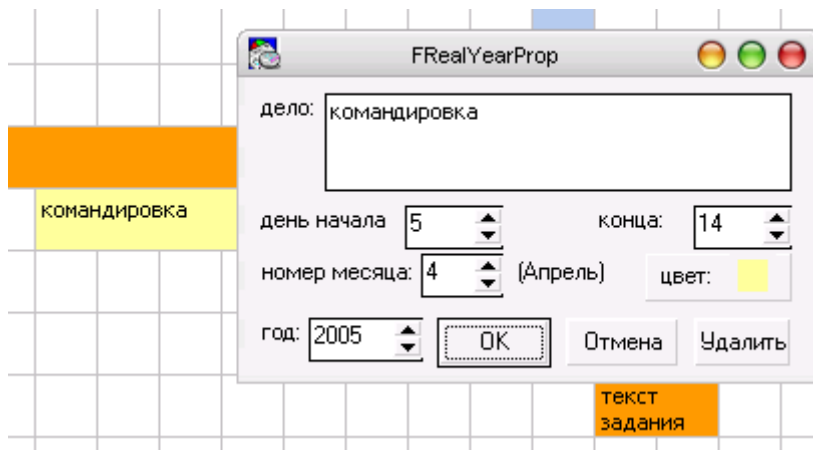 FRealYearProp
дело: командировка
командировка
день начала 5 конца: 14
номер месяца: 4 (Апрель) цвет:
год: 2005 OK Отмена Удалить
текст
задания